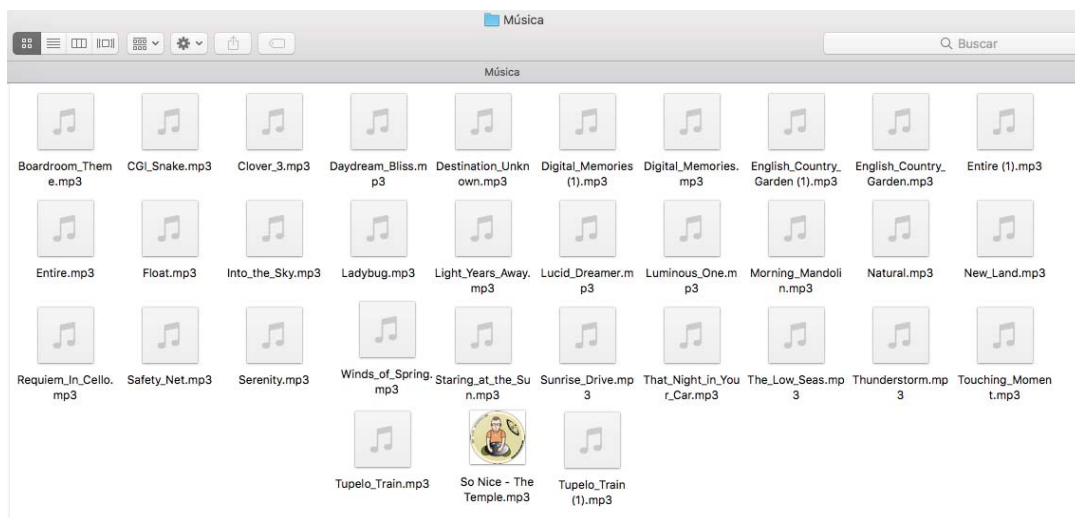 Música
Buscar
Música
Boardroom_Them
e.mp3
CGI_Snake.mp3
Clover_3.mp3
Daydream_Bliss.m
p3
Destination_Unkn
own.mp3
Digital_Memories
(1).mp3
Digital_Memories.
mp3
English_Country_
Garden (1).mp3
English_Country_
Garden.mp3
Entire (1).mp3
Entire.mp3
Float.mp3
Into_the_Sky.mp3
Ladybug.mp3
Light_Years_Away.
mp3
Lucid_Dreamer.m
p3
Luminous_One.m
p3
Morning_Mandoli
n.mp3
Natural.mp3
New_Land.mp3
Requiem_In_Cello.
mp3
Safety_Net.mp3
Serenity.mp3
Winds_of_Spring.
mp3
Staring_at_the_Su
n.mp3
Sunrise_Drive.mp
3
That_Night_in_You
r_Car.mp3
The_Low_Seas.mp
3
Thunderstorm.mp
3
Touching_Momen
t.mp3
Tupelo_Train.mp3
So Nice - The
Temple.mp3
Tupelo_Train
(1).mp3